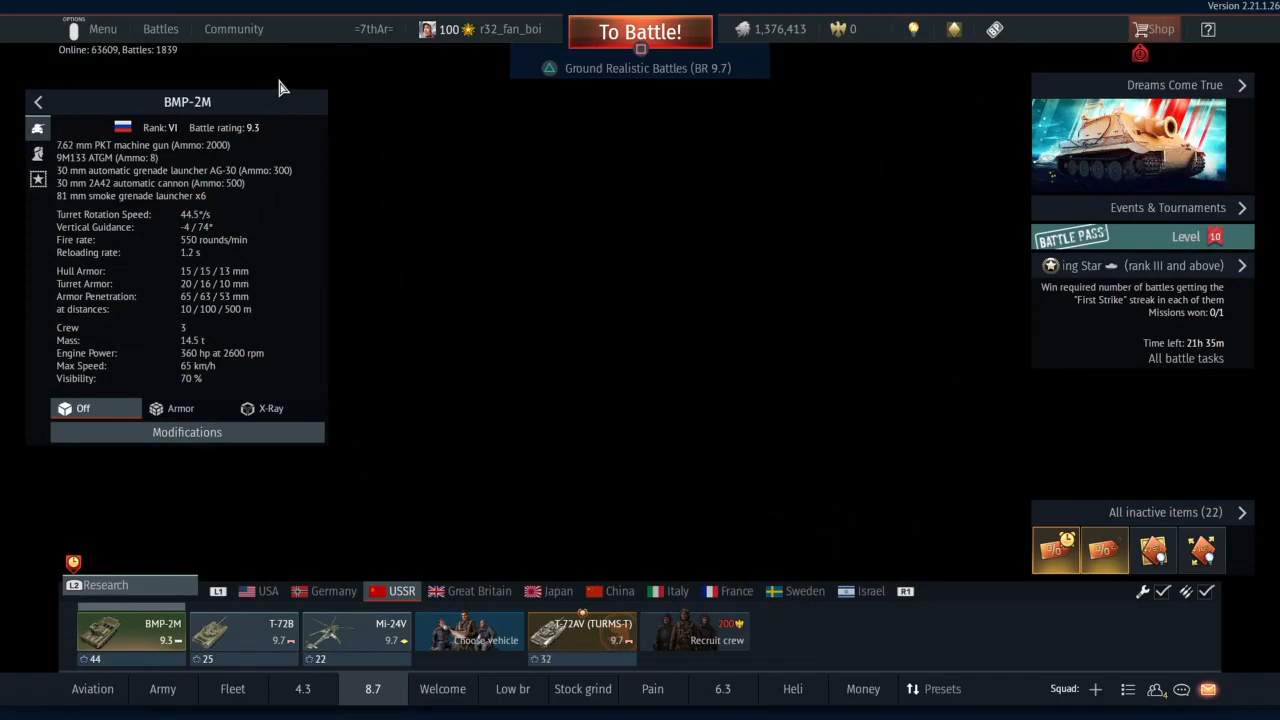 Version 2.21.1.26
OPTIONS
Menu Battles Community =7thAr= 100 r32_fan_boi To Battle! 1,376,413 0 BP Shop ?
Online: 63609, Battles: 1839
Ground Realistic Battles (BR 9.7)
BMP-2M
Rank: VI Battle rating: 9.3
7.62 mm PKT machine gun (Ammo: 2000)
9M133 ATGM (Ammo: 8)
30 mm automatic grenade launcher AG-30 (Ammo: 300)
30 mm 2A42 automatic cannon (Ammo: 500)
81 mm smoke grenade launcher x6
Turret Rotation Speed: 44.5°/s
Vertical Guidance: -4 / 74°
Fire rate: 550 rounds/min
Reloading rate: 1.2 s
Hull Armor: 15 / 15 / 13 mm
Turret Armor: 20 / 16 / 10 mm
Armor Penetration: 65 / 63 / 53 mm
at distances: 10 / 100 / 500 m
Crew 3
Mass: 14.5 t
Engine Power: 360 hp at 2600 rpm
Max Speed: 65 km/h
Visibility: 70 %
Off Armor X-Ray
Modifications
Dreams Come True
Events & Tournaments
BATTLE PASS Level 10
ing Star (rank III and above)
Win required number of battles getting the
"First Strike" streak in each of them
Missions won: 0/1
Time left: 21h 35m
All battle tasks
All inactive items (22)
L2 Research L1 USA Germany USSR Great Britain Japan China Italy France Sweden Israel R1
BMP-2M
9.3
44
T-72B
9.7
25
Mi-24V
9.7
22
Choose vehicle
T-72AV (TURMS-T)
9.7
32
200
Recruit crew
Aviation Army Fleet 4.3 8.7 Welcome Low br Stock grind Pain 6.3 Heli Money Presets Squad: 4